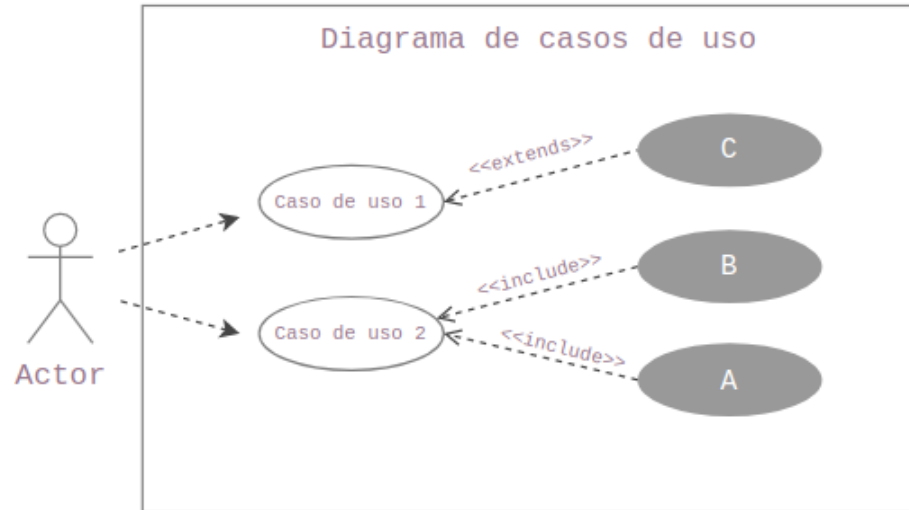 Diagrama de casos de uso
C
<<extends>>
Caso de uso 1
B
<<include>>
Caso de uso 2
<<include>>
A
Actor